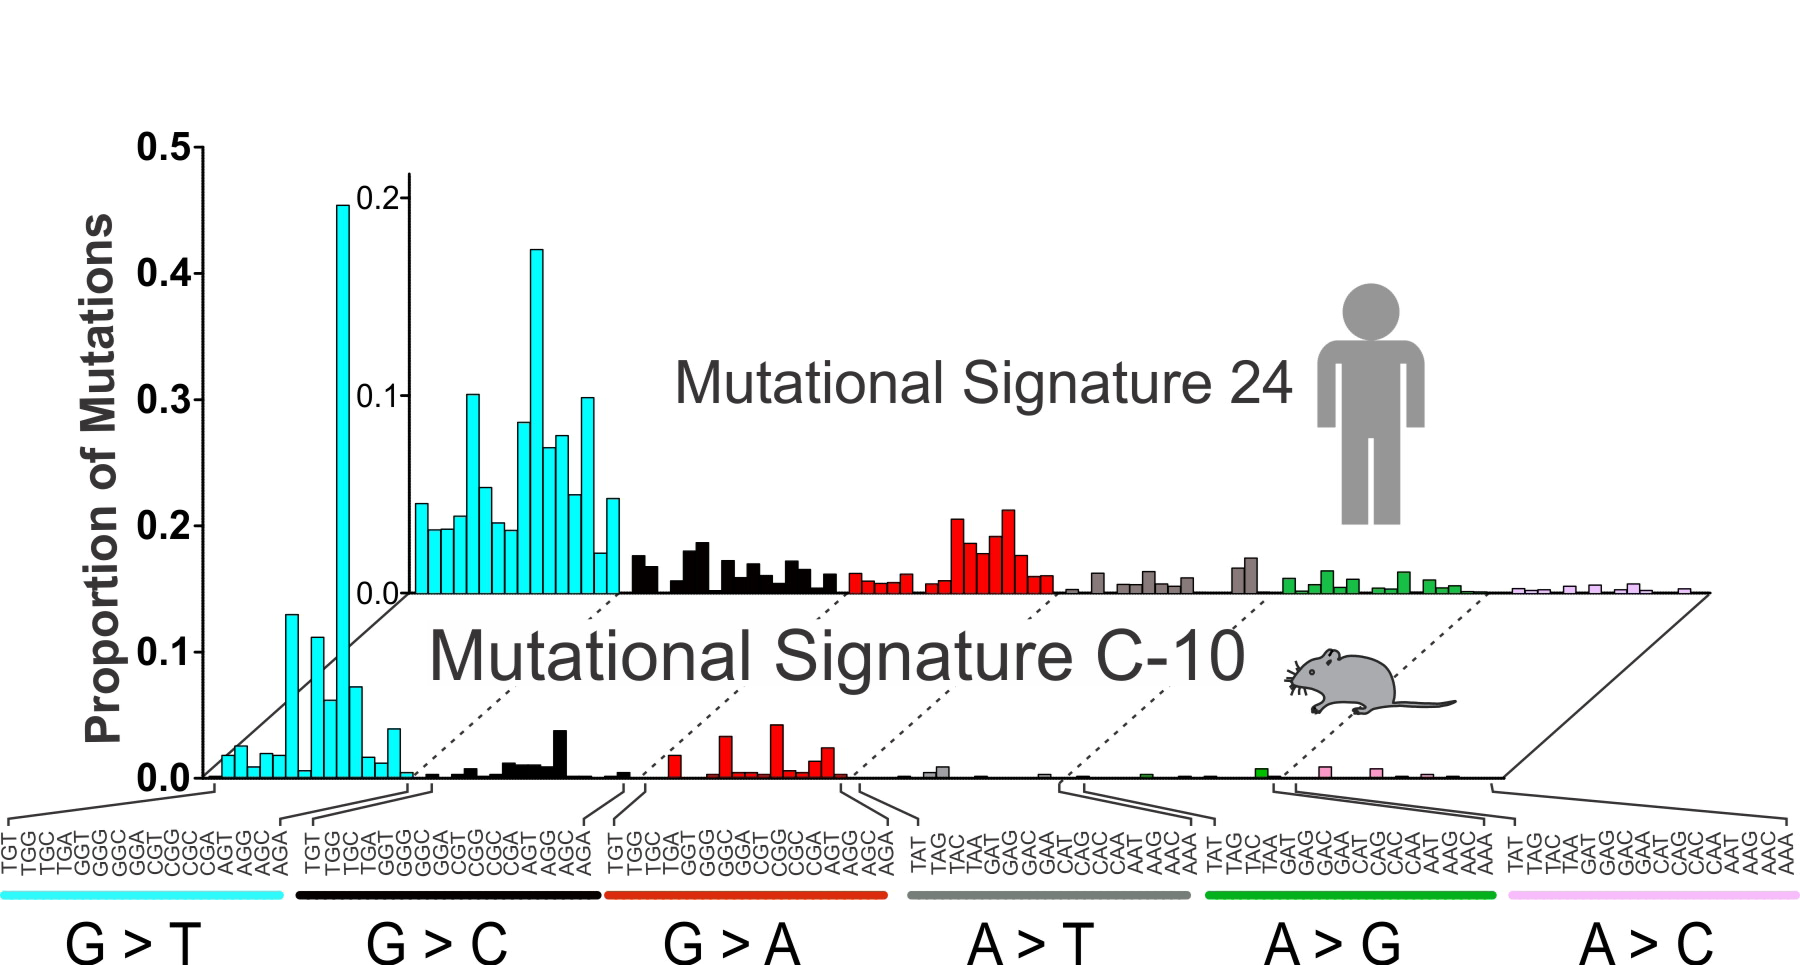 0.5
0.4
0.3
0.2
0.1
0.0
Proportion of Mutations
0.2
0.1
0.0
Mutational Signature 24
Mutational Signature C-10
TGT TGG TGC TGA GGT GGG GGC GGA CGT CGG CGC CGA AGT AGG AGC AGA
TGT TGG TGC TGA GGT GGG GGC GGA CGT CGG CGC CGA AGT AGG AGC AGA
TGT TGG TGC TGA GGT GGG GGC GGA CGT CGG CGC CGA AGT AGG AGC AGA
TAT TAG TAC TAA GAT GAG GAC GAA CAT CAG CAC CAA AAT AAG AAC AAA
TAT TAG TAC TAA GAT GAG GAC GAA CAT CAG CAC CAA AAT AAG AAC AAA
TAT TAG TAC TAA GAT GAG GAC GAA CAT CAG CAC CAA AAT AAG AAC AAA
G > T
G > C
G > A
A > T
A > G
A > C